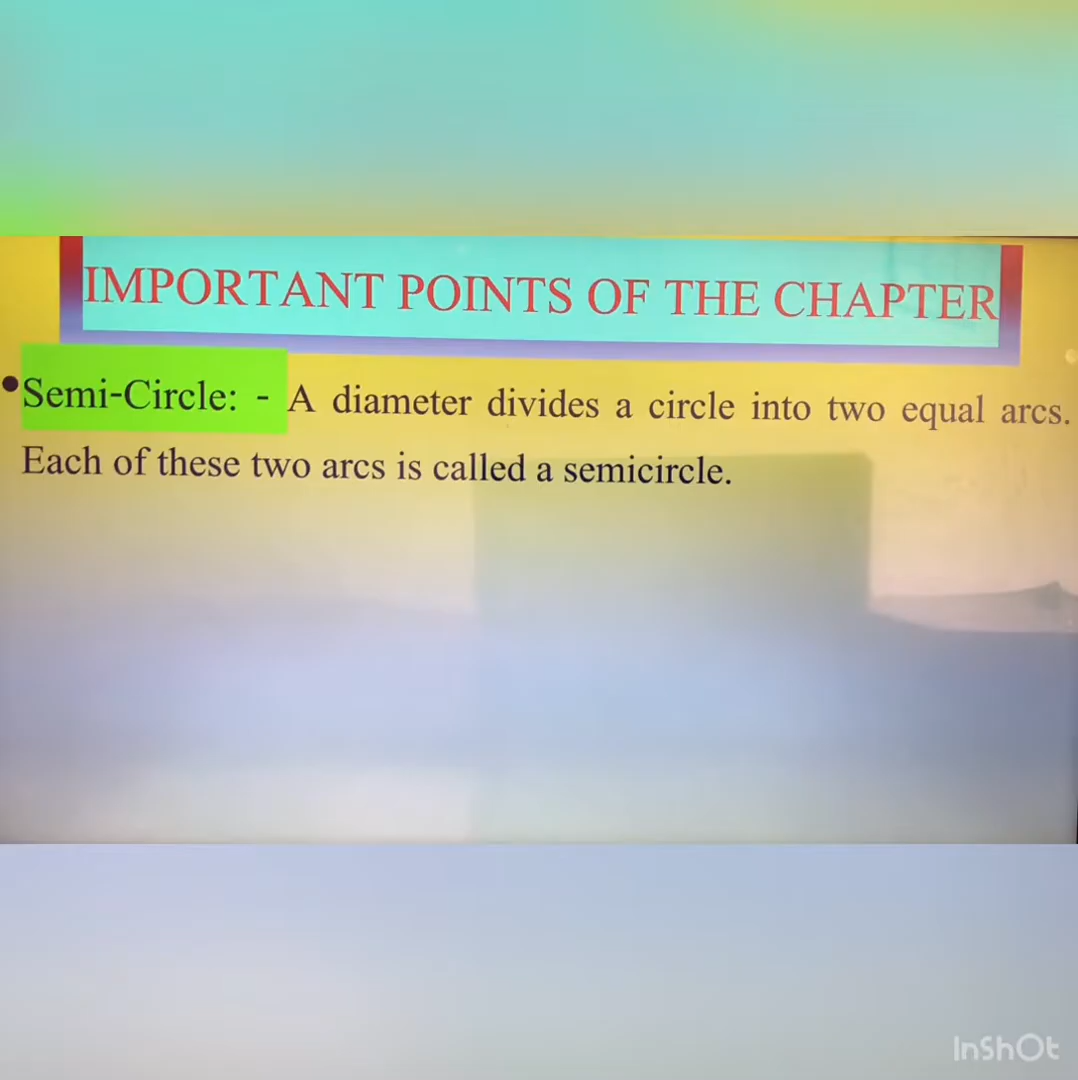 IMPORTANT POINTS OF THE CHAPTER
•Semi-Circle: - A diameter divides a circle into two equal arcs.
Each of these two arcs is called a semicircle.
InShOt